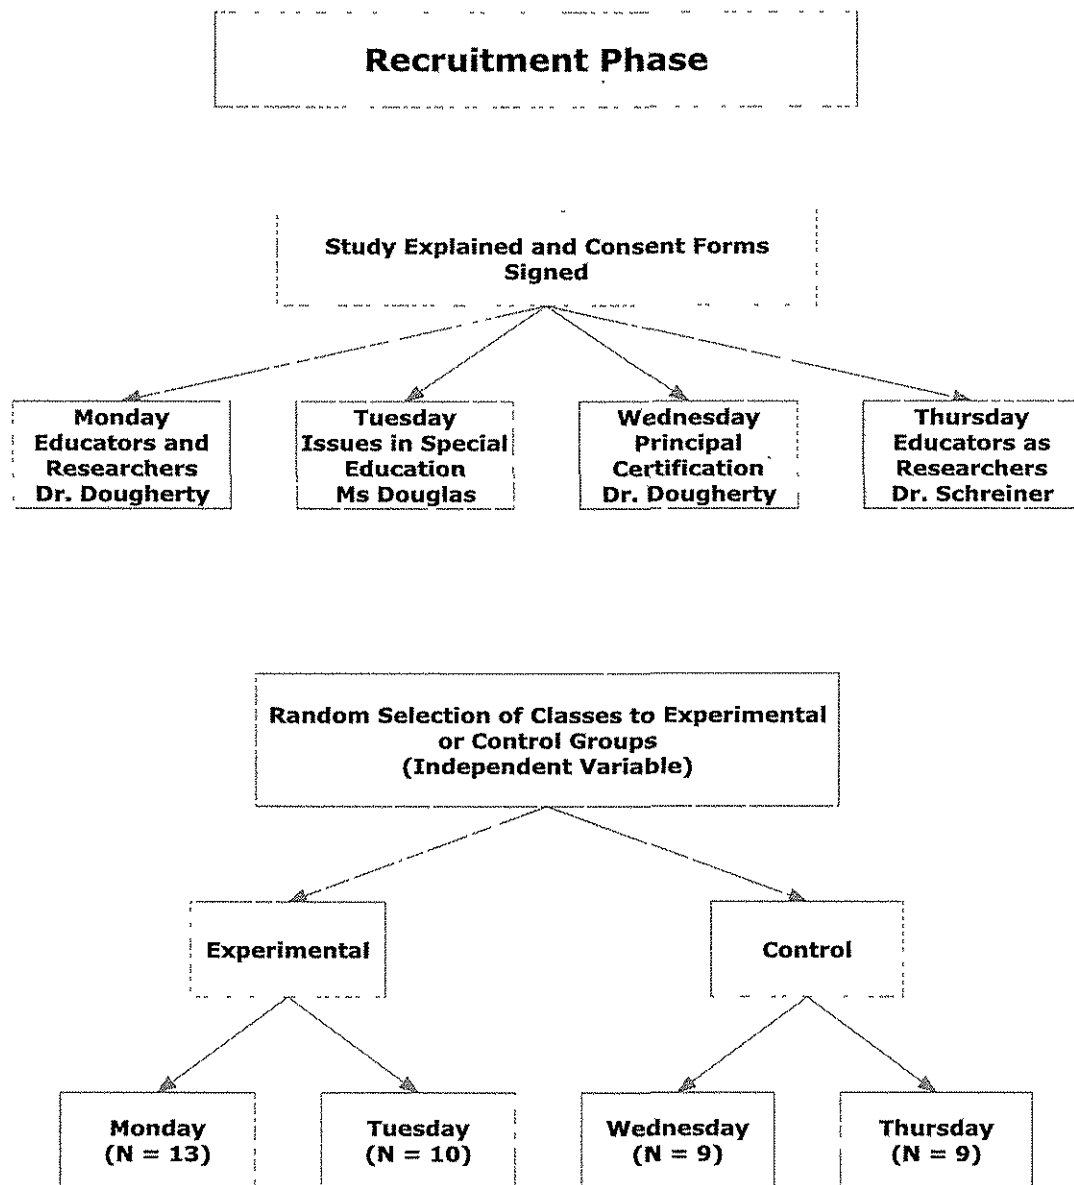 Recruitment Phase
Study Explained and Consent Forms
Signed
Monday
Educators and
Researchers
Dr. Dougherty
Tuesday
Issues in Special
Education
Ms Douglas
Wednesday
Principal
Certification
Dr. Dougherty
Thursday
Educators as
Researchers
Dr. Schreiner
Random Selection of Classes to Experimental
or Control Groups
(Independent Variable)
Experimental
Control
Monday
(N = 13)
Tuesday
(N = 10)
Wednesday
(N = 9)
Thursday
(N = 9)